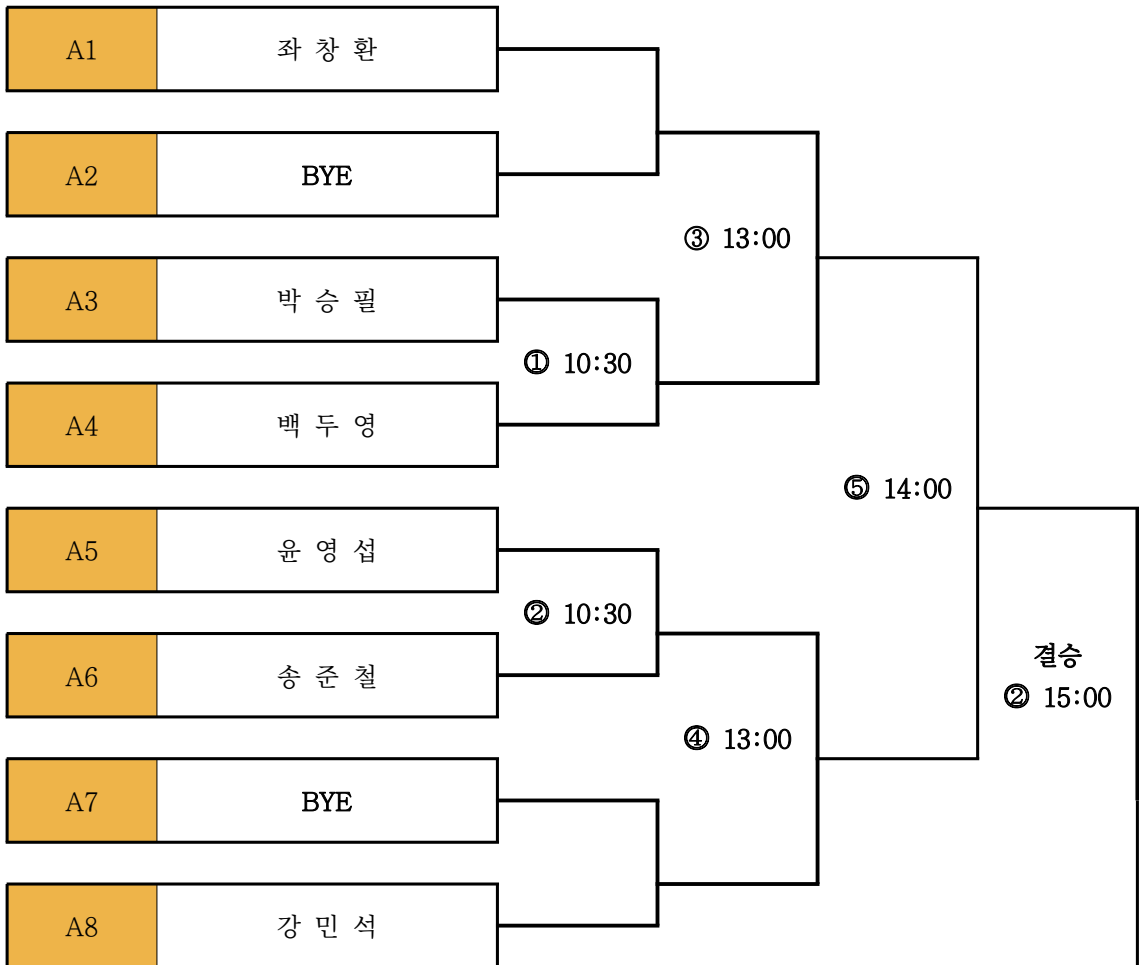 A1 좌 창 환
A2 BYE
③ 13:00
A3 박 승 필
① 10:30
A4 백 두 영
⑤ 14:00
A5 윤 영 섭
② 10:30
A6 송 준 철
결승
② 15:00
④ 13:00
A7 BYE
A8 강 민 석